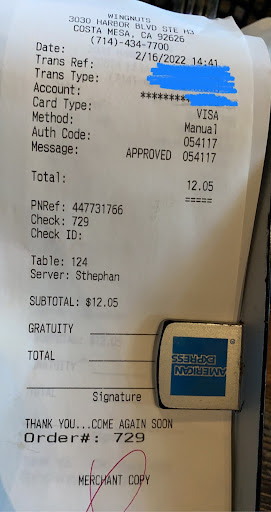 WINGNUTS
3030 HARBOR BLVD STE H3
COSTA MESA, CA 92626
(714)-434-7700
Date: 2/16/2022 14:41
Trans Ref:
Trans Type:
Account: **********
Card Type: VISA
Method: Manual
Auth Code: 054117
Message: APPROVED 054117
Total: 12.05
=====
PNRef: 447731766
Check: 729
Check ID:
Table: 124
Server: Sthephan
SUBTOTAL: $12.05
GRATUITY
TOTAL
Signature
THANK YOU...COME AGAIN SOON
Order#: 729
MERCHANT COPY
AMERICAN
EXPRESS
®